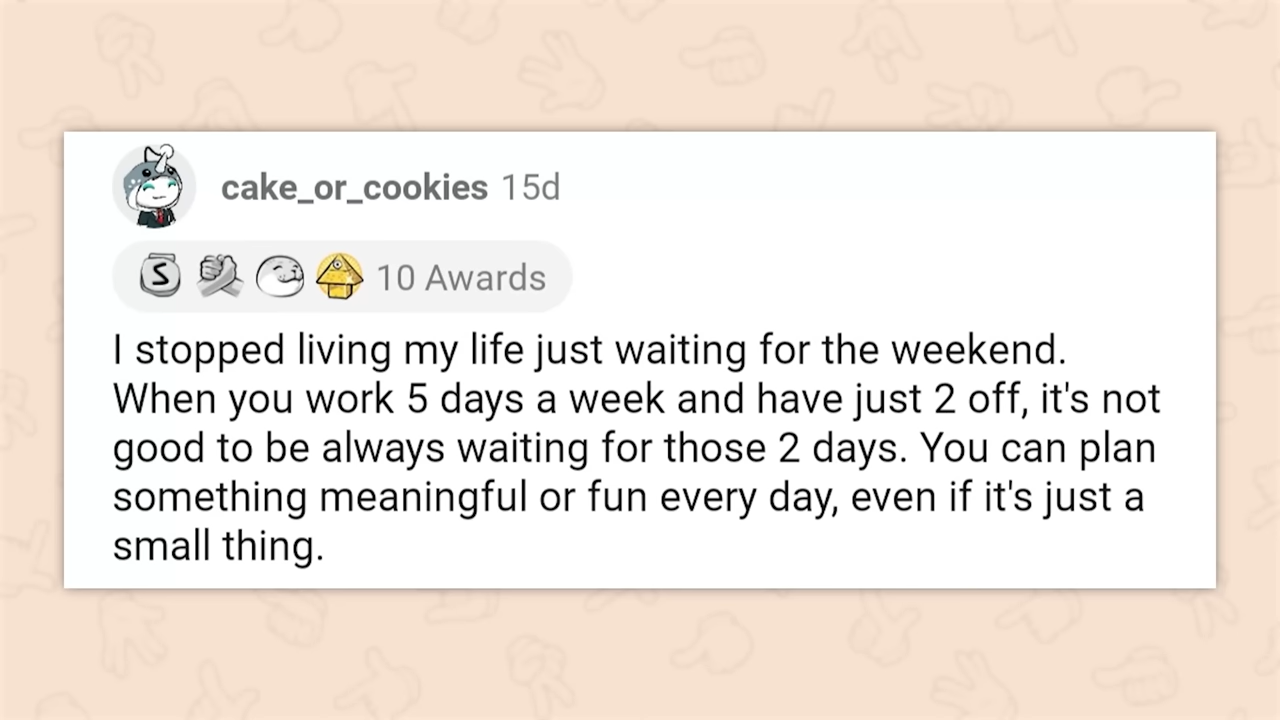 cake_or_cookies 15d
S 10 Awards
I stopped living my life just waiting for the weekend.
When you work 5 days a week and have just 2 off, it's not
good to be always waiting for those 2 days. You can plan
something meaningful or fun every day, even if it's just a
small thing.